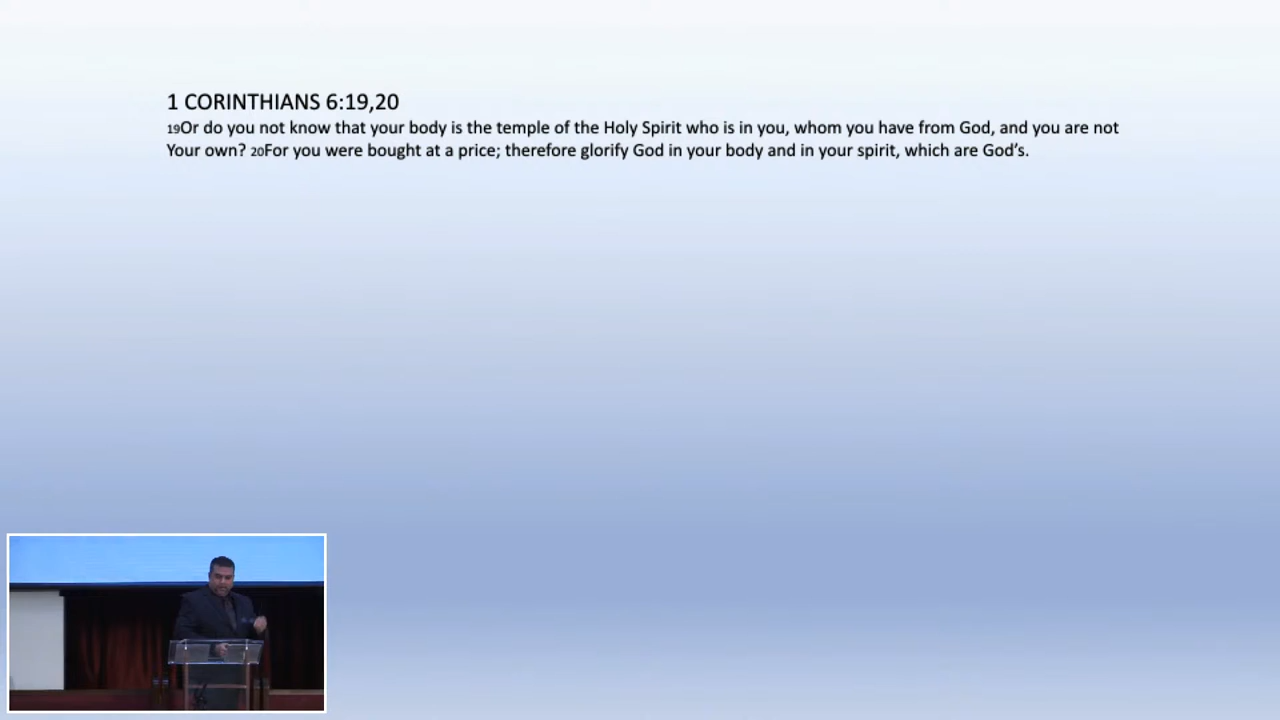 1 CORINTHIANS 6:19,20
19Or do you not know that your body is the temple of the Holy Spirit who is in you, whom you have from God, and you are not
Your own? 20For you were bought at a price; therefore glorify God in your body and in your spirit, which are God’s.